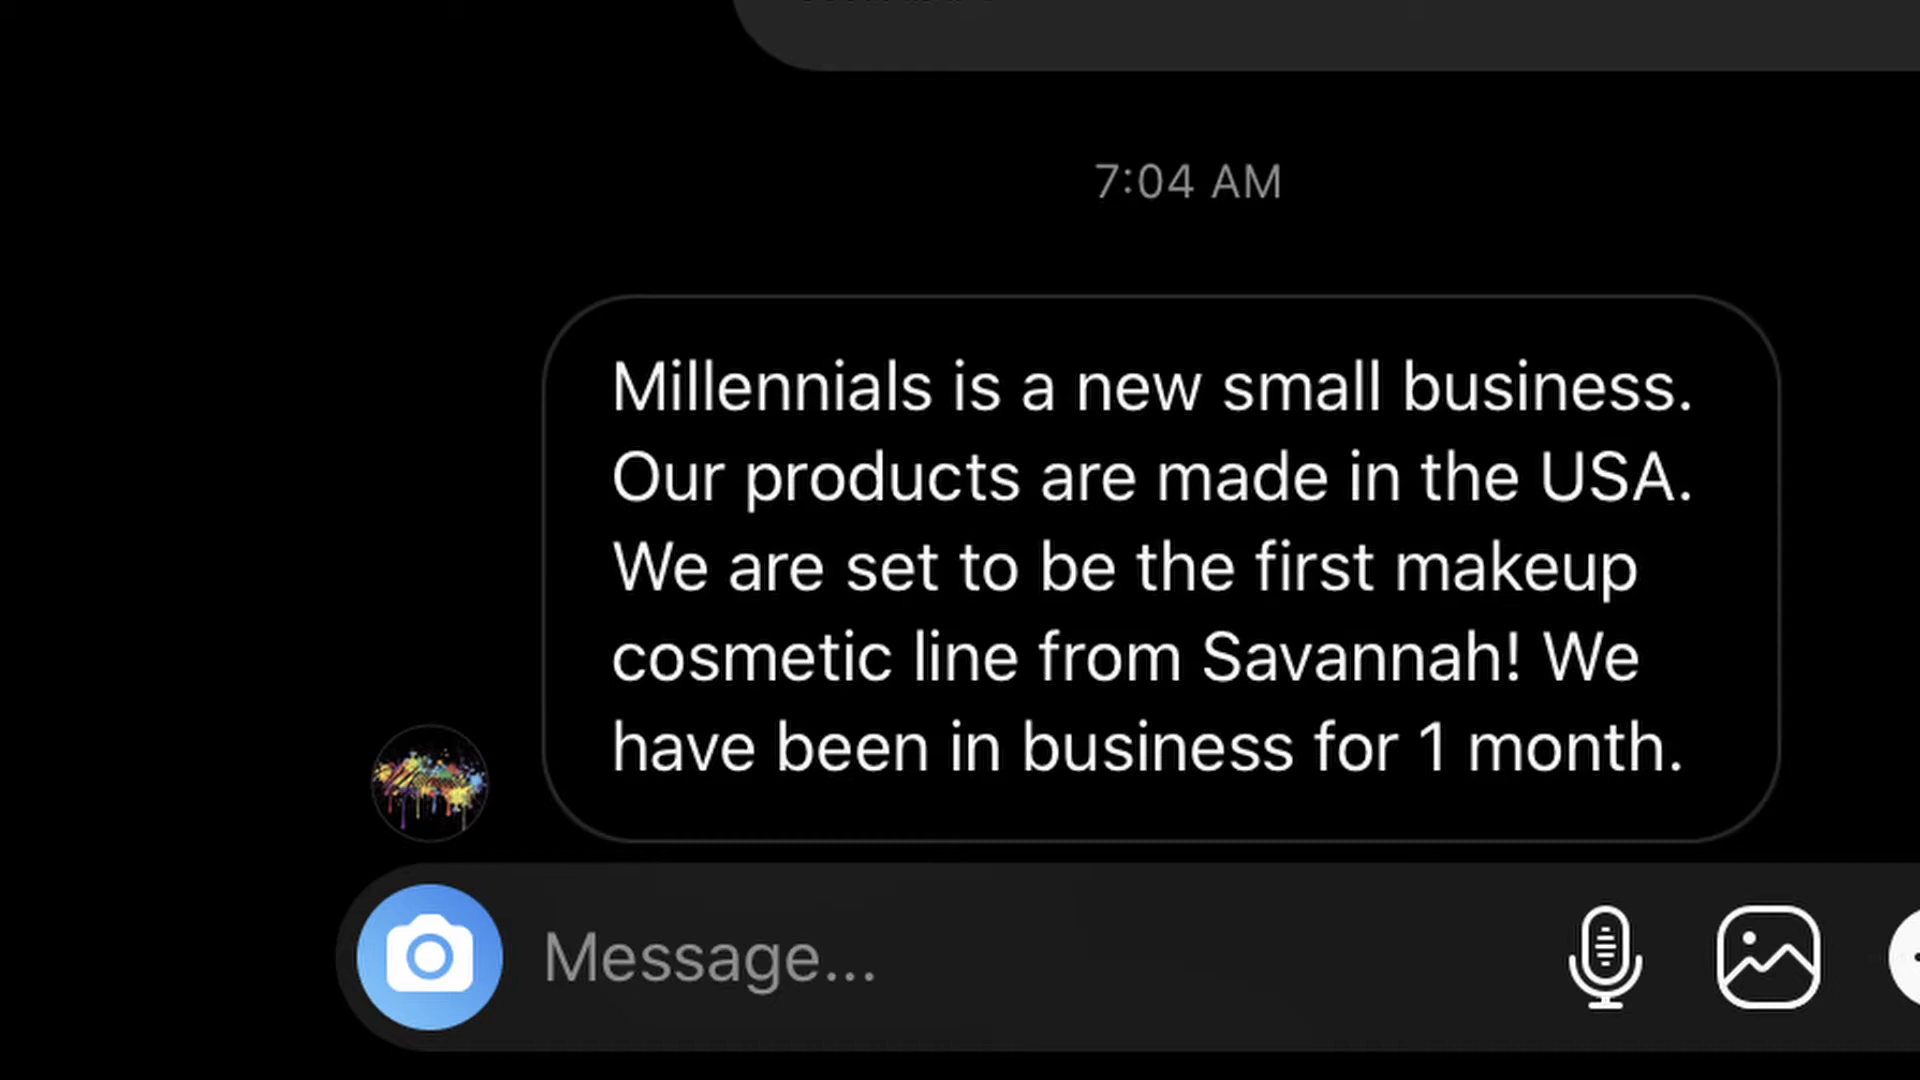 7:04 AM
Millennials is a new small business.
Our products are made in the USA.
We are set to be the first makeup
cosmetic line from Savannah! We
have been in business for 1 month.
Message...